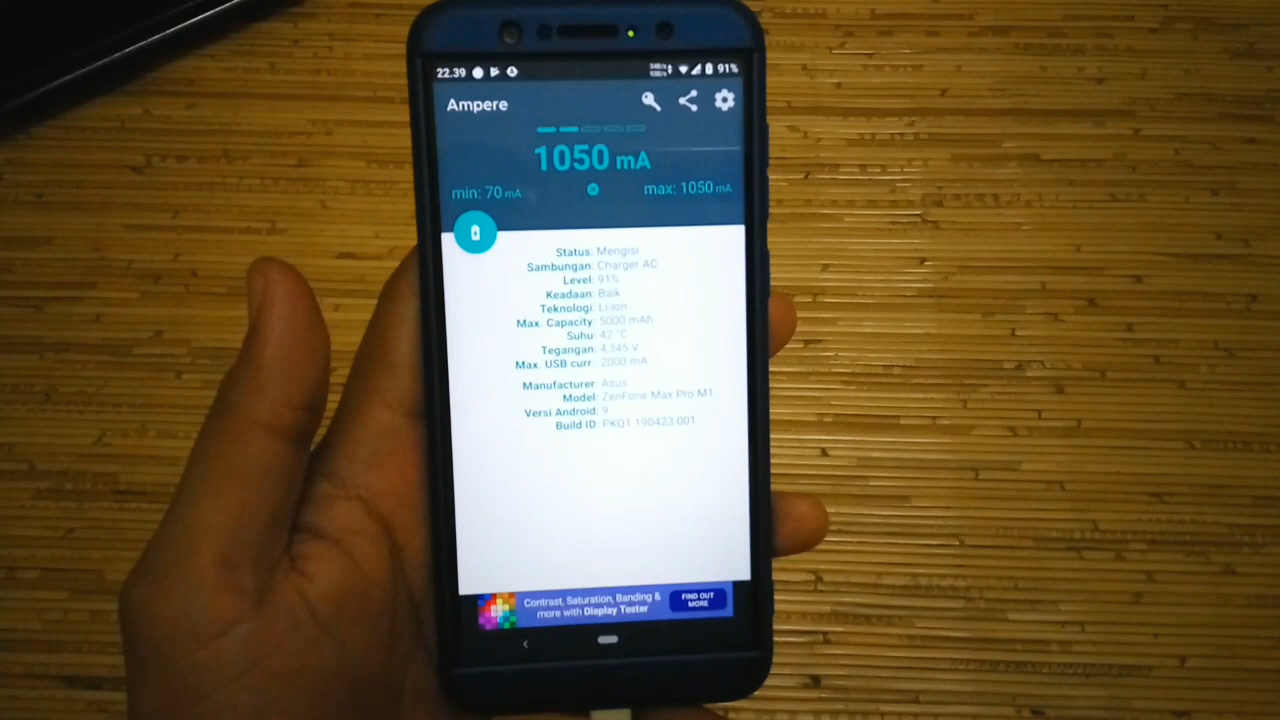 22.39
91%
Ampere
1050 mA
min: 70 mA
max: 1050 mA
Status: Mengisi
Sambungan: Charger AC
Level: 91%
Keadaan: Baik
Teknologi: Li-ion
Max. Capacity: 5000 mAh
Suhu: 42 °C
Tegangan: 4,345 V
Max. USB curr.: 2000 mA
Manufacturer: Asus
Model: ZenFone Max Pro M1
Versi Android: 9
Build ID: PKQ1.190423.001
Contrast, Saturation, Banding &
more with Display Tester
FIND OUT
MORE